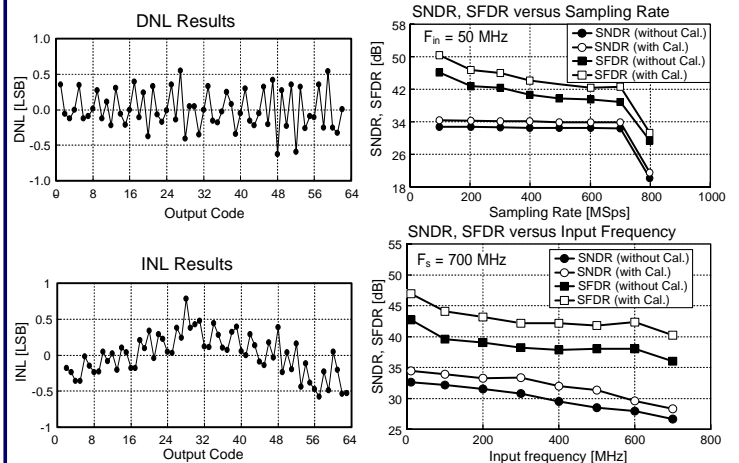 DNL Results
1.0
0.5
0.0
-0.5
-1.0
DNL [LSB]
0 8 16 24 32 40 48 56 64
Output Code
SNDR, SFDR versus Sampling Rate
58
50
42
34
26
18
SNDR, SFDR [dB]
Fin = 50 MHz
SNDR (without Cal.)
SNDR (with Cal.)
SFDR (without Cal.)
SFDR (with Cal.)
0 200 400 600 800 1000
Sampling Rate [MSps]
INL Results
1
0.5
0
-0.5
-1
INL [LSB]
0 8 16 24 32 40 48 56 64
Output Code
SNDR, SFDR versus Input Frequency
55
50
45
40
35
30
25
SNDR, SFDR [dB]
Fs = 700 MHz
SNDR (without Cal.)
SNDR (with Cal.)
SFDR (without Cal.)
SFDR (with Cal.)
0 200 400 600 800
Input frequency [MHz]